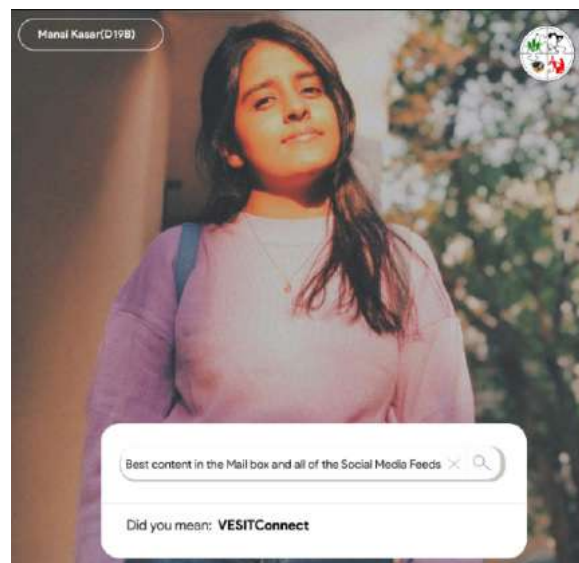 Mansi Kasar(D19B)
Best content in the Mail box and all of the Social Media Feeds
Did you mean: VESITConnect